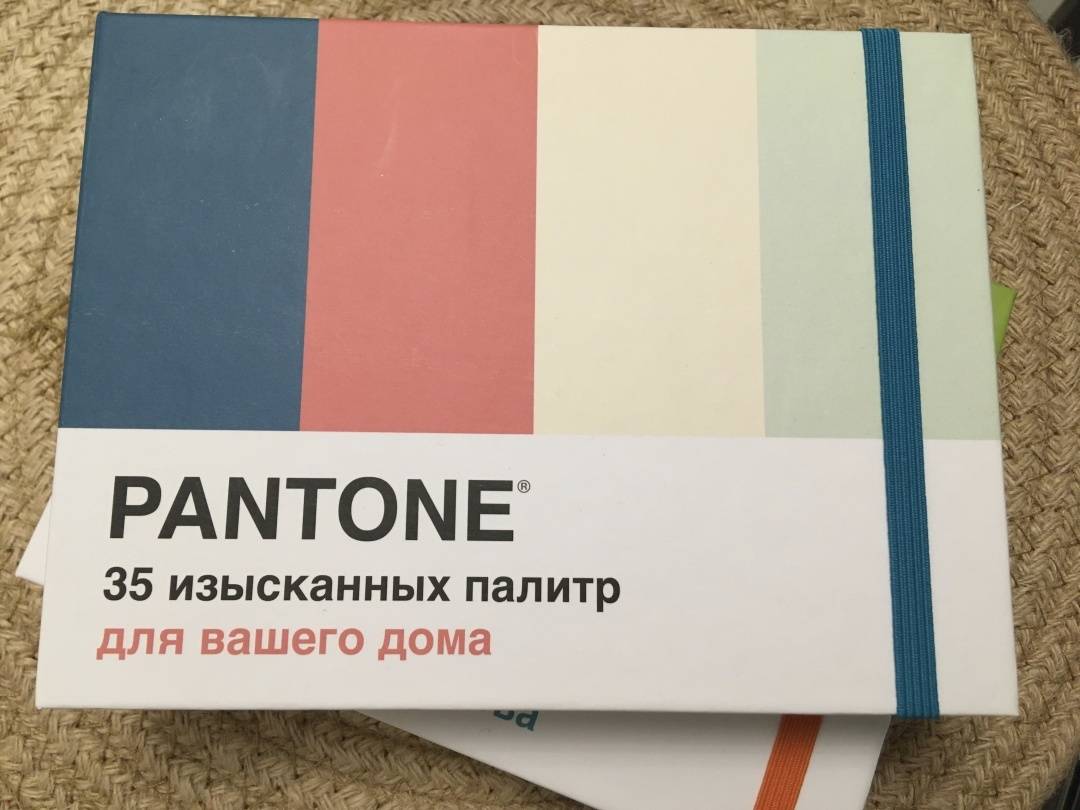 PANTONE®
35 изысканных палитр
для вашего дома